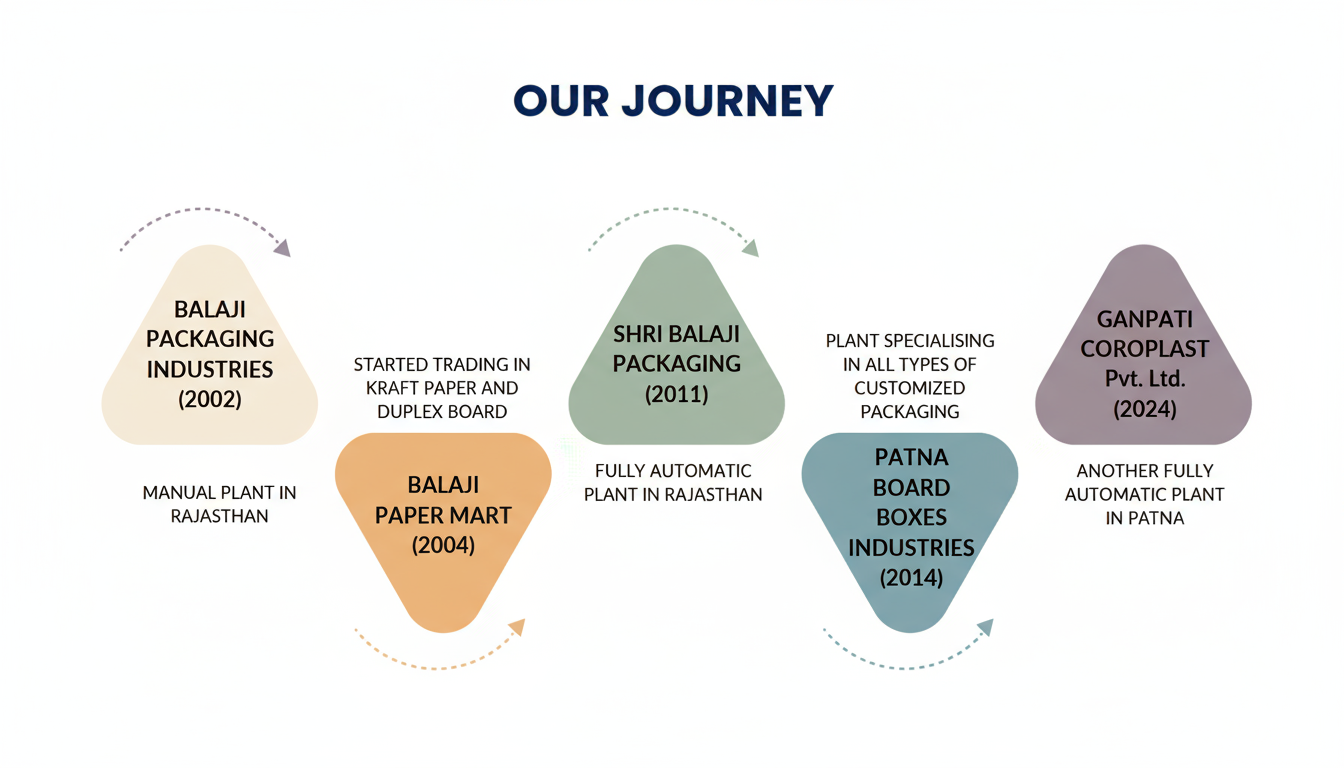 OUR JOURNEY
BALAJI
PACKAGING
INDUSTRIES
(2002)
MANUAL PLANT IN
RAJASTHAN
STARTED TRADING IN
KRAFT PAPER AND
DUPLEX BOARD
BALAJI
PAPER MART
(2004)
SHRI BALAJI
PACKAGING
(2011)
FULLY AUTOMATIC
PLANT IN RAJASTHAN
PLANT SPECIALISING
IN ALL TYPES OF
CUSTOMIZED
PACKAGING
PATNA
BOARD
BOXES
INDUSTRIES
(2014)
GANPATI
COROPLAST
Pvt. Ltd.
(2024)
ANOTHER FULLY
AUTOMATIC PLANT
IN PATNA